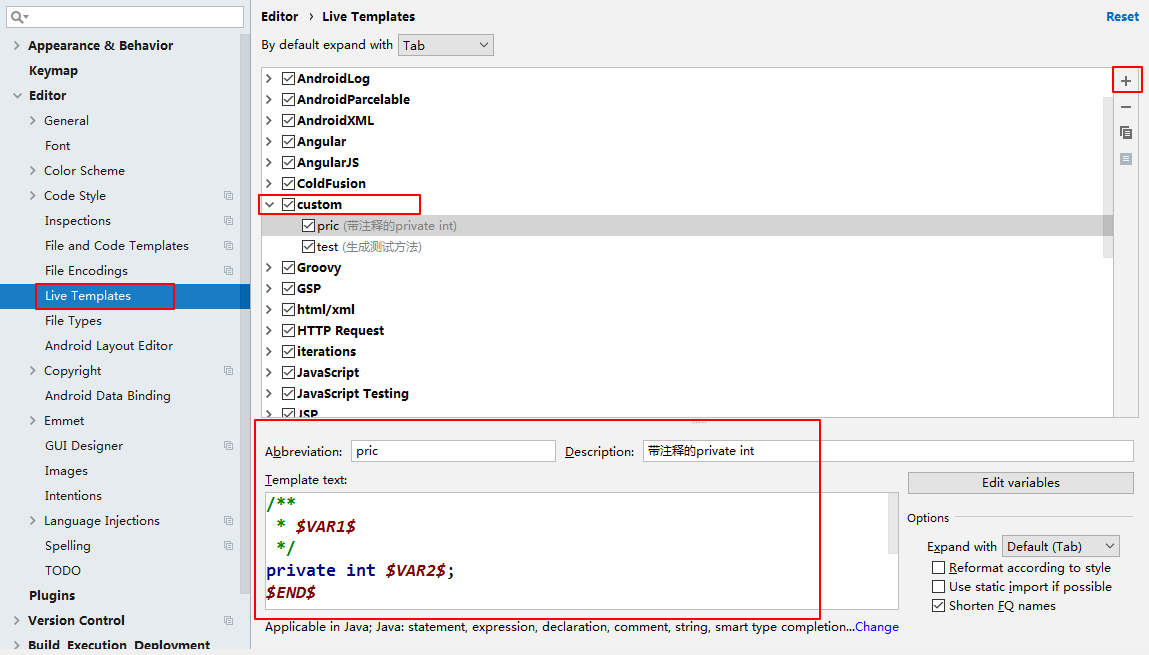 Appearance & Behavior
Keymap
Editor
General
Font
Color Scheme
Code Style
Inspections
File and Code Templates
File Encodings
Live Templates
File Types
Android Layout Editor
Copyright
Android Data Binding
Emmet
GUI Designer
Images
Intentions
Language Injections
Spelling
TODO
Plugins
Version Control
Build, Execution, Deployment
Editor › Live Templates
Reset
By default expand with Tab
AndroidLog
AndroidParcelable
AndroidXML
Angular
AngularJS
ColdFusion
custom
pric (带注释的private int)
test (生成测试方法)
Groovy
GSP
html/xml
HTTP Request
iterations
JavaScript
JavaScript Testing
JSP
Abbreviation: pric Description: 带注释的private int
Template text:
/**
* $VAR1$
*/
private int $VAR2$;
$END$
Edit variables
Options
Expand with Default (Tab)
Reformat according to style
Use static import if possible
Shorten FQ names
Applicable in Java; Java: statement, expression, declaration, comment, string, smart type completion...Change